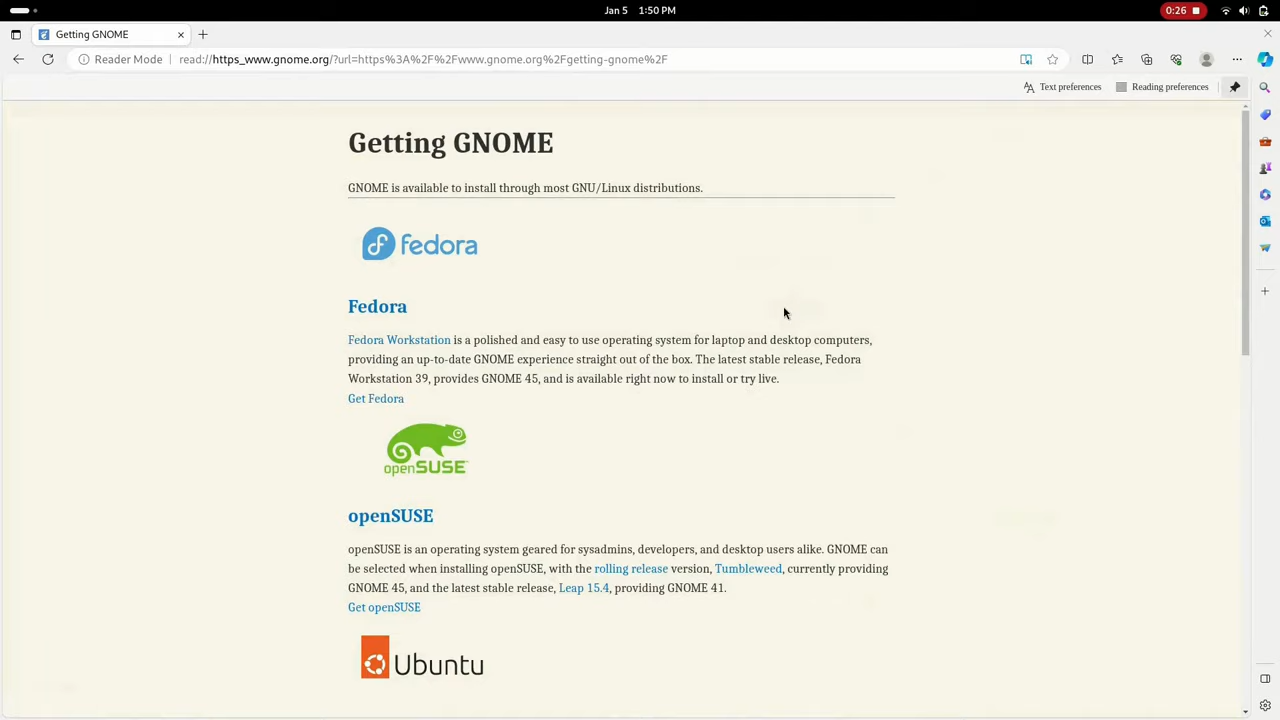 Jan 5 1:50 PM
0:26
Getting GNOME
Reader Mode read://https_www.gnome.org/?url=https%3A%2F%2Fwww.gnome.org%2Fgetting-gnome%2F
Text preferences Reading preferences
Getting GNOME
GNOME is available to install through most GNU/Linux distributions.
fedora
Fedora
Fedora Workstation is a polished and easy to use operating system for laptop and desktop computers,
providing an up-to-date GNOME experience straight out of the box. The latest stable release, Fedora
Workstation 39, provides GNOME 45, and is available right now to install or try live.
Get Fedora
openSUSE
openSUSE
openSUSE is an operating system geared for sysadmins, developers, and desktop users alike. GNOME can
be selected when installing openSUSE, with the rolling release version, Tumbleweed, currently providing
GNOME 45, and the latest stable release, Leap 15.4, providing GNOME 41.
Get openSUSE
Ubuntu